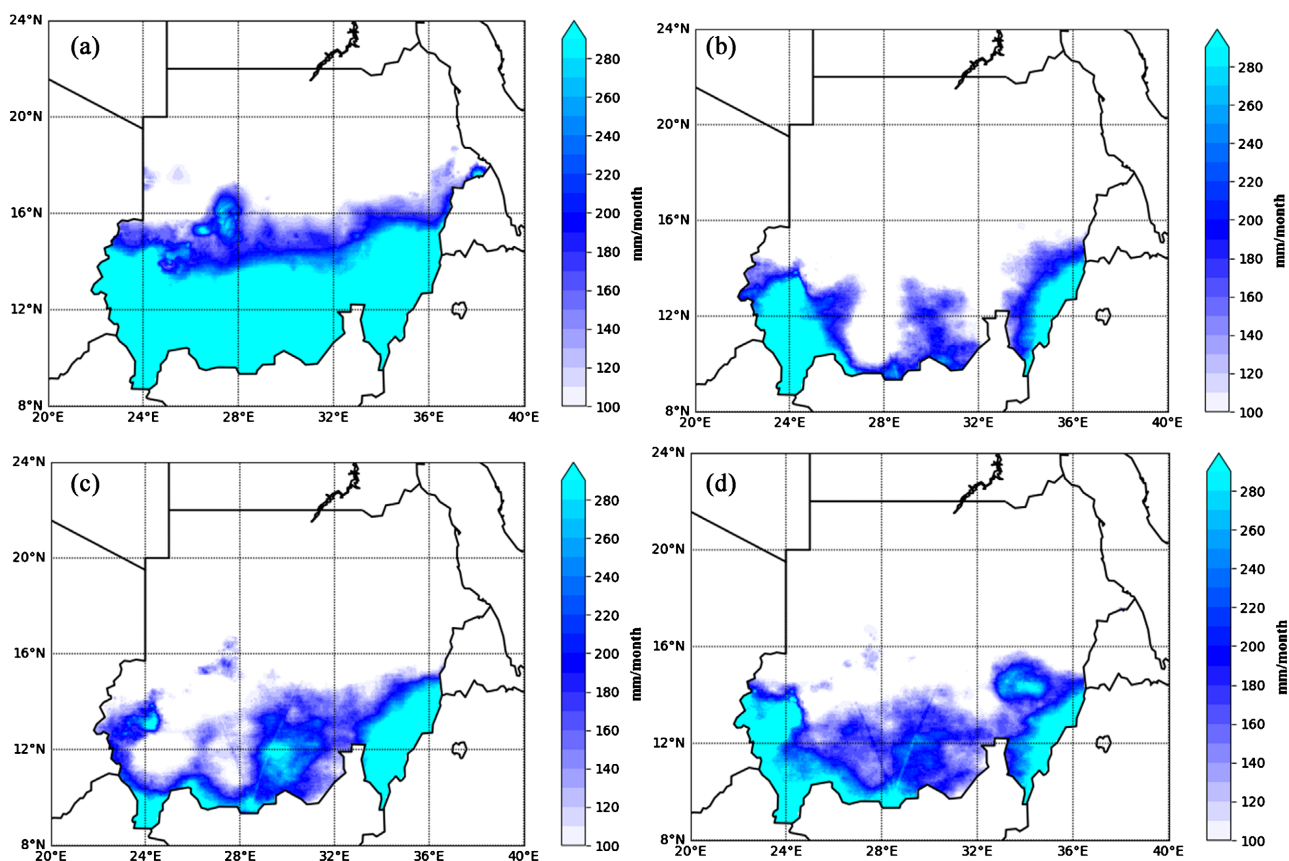 (a)
24°N
20°N
16°N
12°N
8°N
20°E
24°E
28°E
32°E
36°E
40°E
280
260
240
220
200
180
160
140
120
100
mm/month
(b)
24°N
20°N
16°N
12°N
8°N
20°E
24°E
28°E
32°E
36°E
40°E
280
260
240
220
200
180
160
140
120
100
mm/month
(c)
24°N
20°N
16°N
12°N
8°N
20°E
24°E
28°E
32°E
36°E
40°E
280
260
240
220
200
180
160
140
120
100
mm/month
(d)
24°N
20°N
16°N
12°N
8°N
20°E
24°E
28°E
32°E
36°E
40°E
280
260
240
220
200
180
160
140
120
100
mm/month